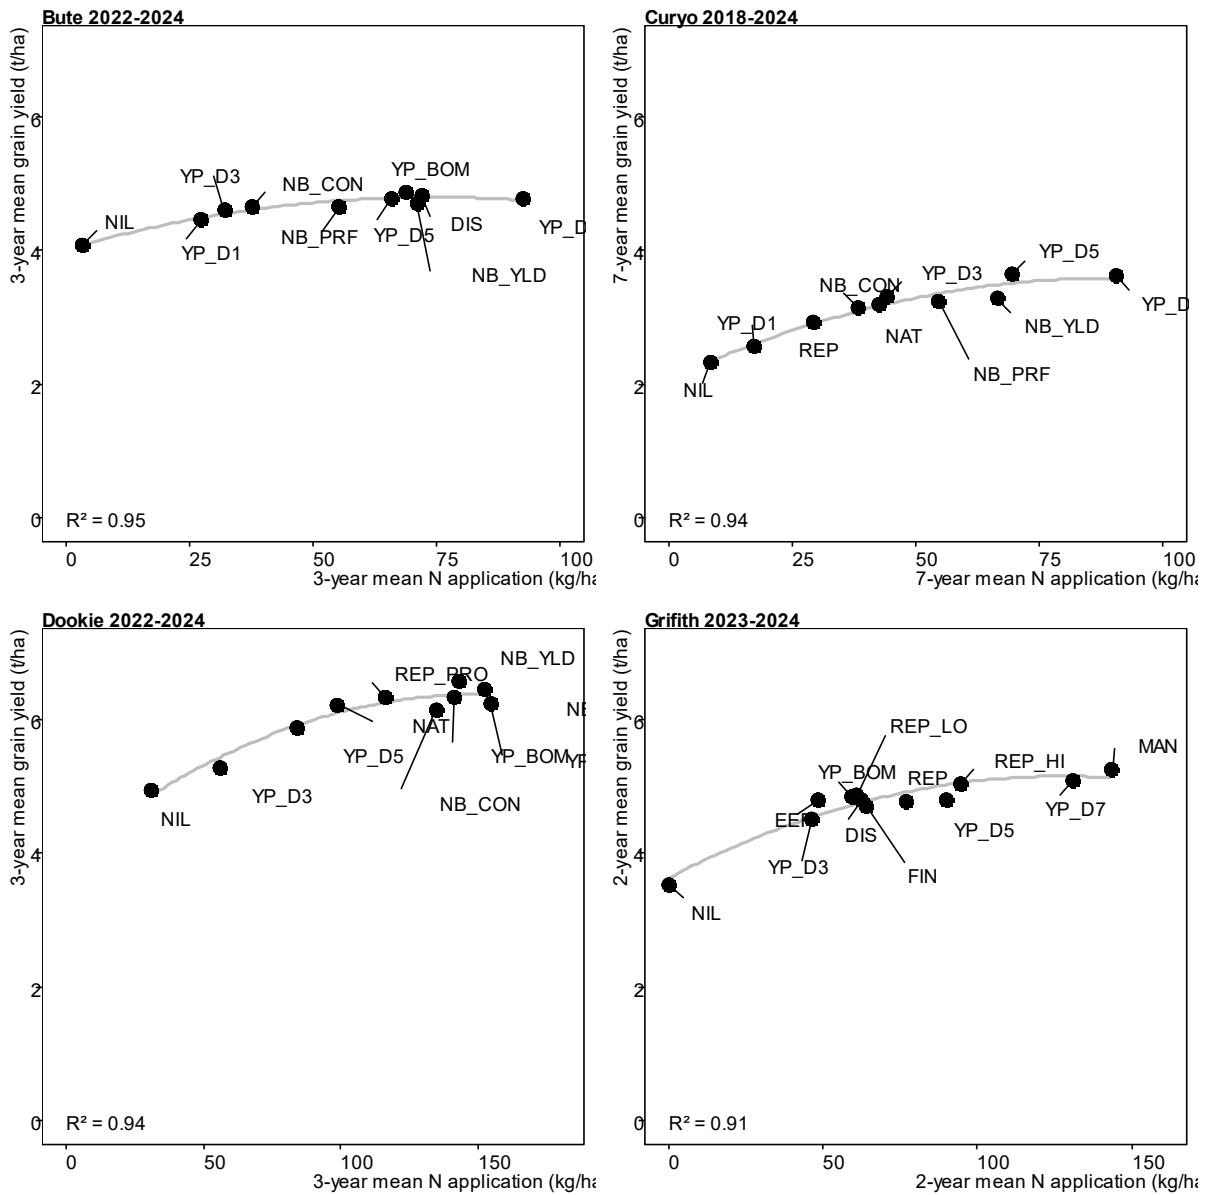 Bute 2022-2024
3-year mean grain yield (t/ha)
6
4
2
0
YP_BOM
YP_D3
NB_CON
NIL
DIS
YP_D
NB_PRF
YP_D5
YP_D1
NB_YLD
R² = 0.95
0 25 50 75 100
3-year mean N application (kg/ha
Curyo 2018-2024
7-year mean grain yield (t/ha)
6
4
2
0
YP_D5
YP_D3
NB_CON
YP_D
YP_D1
NB_YLD
NAT
REP
NB_PRF
NIL
R² = 0.94
0 25 50 75 100
7-year mean N application (kg/ha
Dookie 2022-2024
3-year mean grain yield (t/ha)
6
4
2
0
NB_YLD
REP_PRO
NAT
YP_D5
YP_BOM
YP_D3
NB_CON
NIL
R² = 0.94
0 50 100 150
3-year mean N application (kg/ha
Grifith 2023-2024
2-year mean grain yield (t/ha)
6
4
2
0
REP_LO
MAN
REP_HI
YP_BOM
REP
YP_D7
EEF
DIS
YP_D5
YP_D3
FIN
NIL
R² = 0.91
0 50 100 150
2-year mean N application (kg/ha